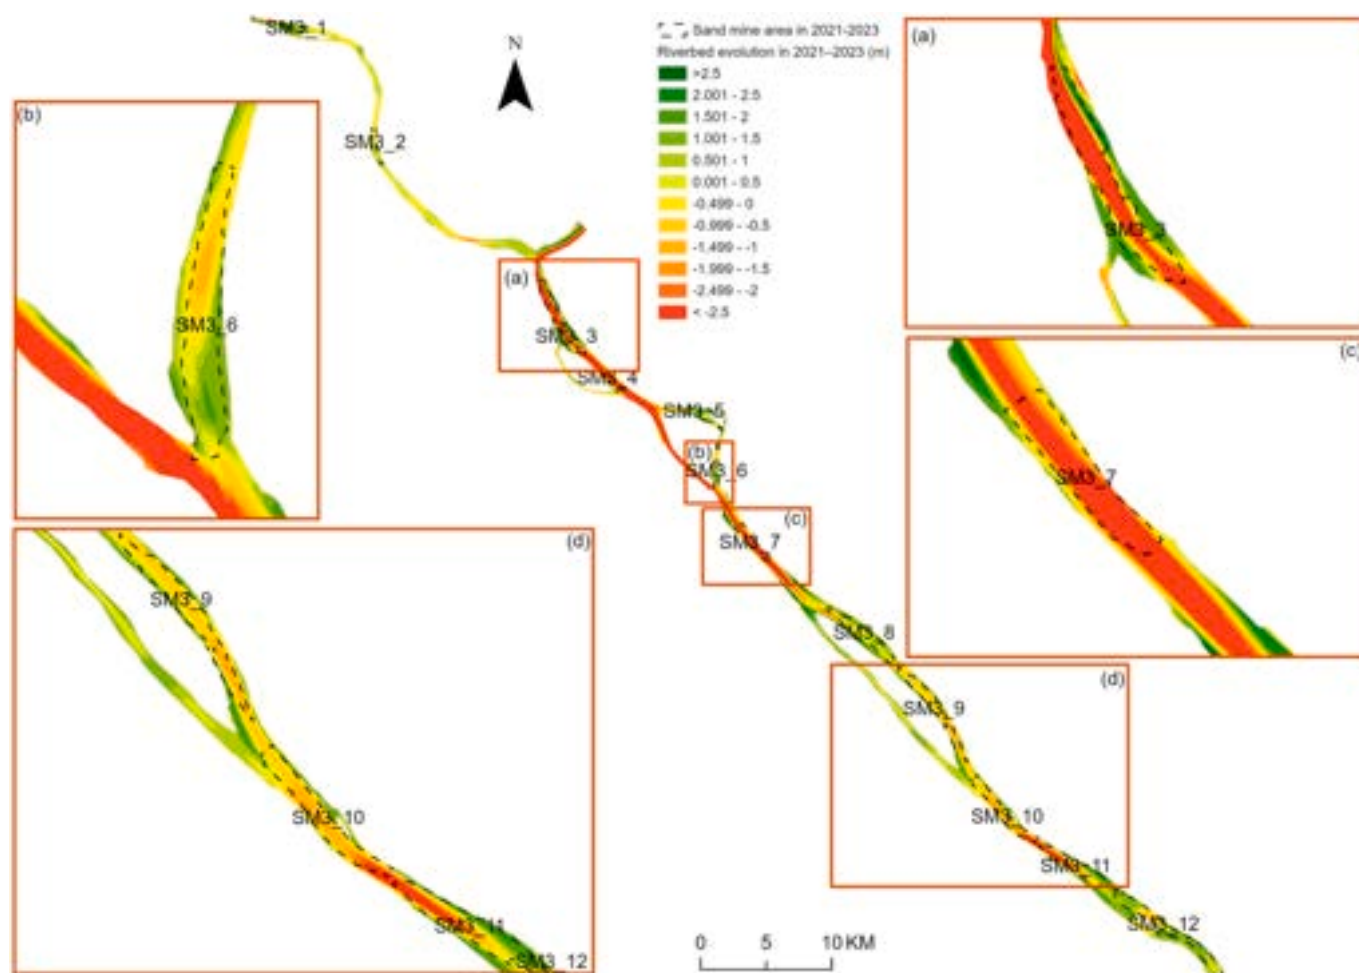 SM3_1
Sand mine area in 2021-2023
Riverbed evolution in 2021–2023 (m)
>2.5
2.001 - 2.5
1.501 - 2
1.001 - 1.5
0.501 - 1
0.001 - 0.5
-0.499 - 0
-0.999 - -0.5
-1.499 - -1
-1.999 - -1.5
-2.499 - -2
< -2.5
N
SM3_2
(a)
SM3_3
SM3_4
SM3_5
(b)
SM3_6
(c)
SM3_7
SM3_8
(d)
SM3_9
SM3_10
SM3_11
SM3_12
0 5 10 KM
(b)
SM3_6
(a)
SM3_3
(c)
SM3_7
(d)
SM3_9
SM3_10
SM3_11
SM3_12